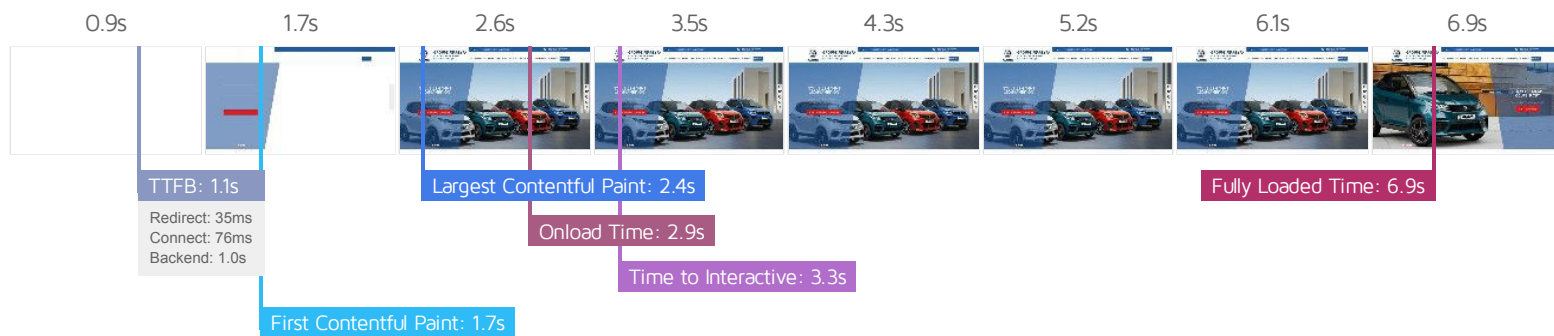 0.9s
1.7s
2.6s
3.5s
4.3s
5.2s
6.1s
6.9s
TTFB: 1.1s
Redirect: 35ms
Connect: 76ms
Backend: 1.0s
Largest Contentful Paint: 2.4s
Fully Loaded Time: 6.9s
Onload Time: 2.9s
Time to Interactive: 3.3s
First Contentful Paint: 1.7s